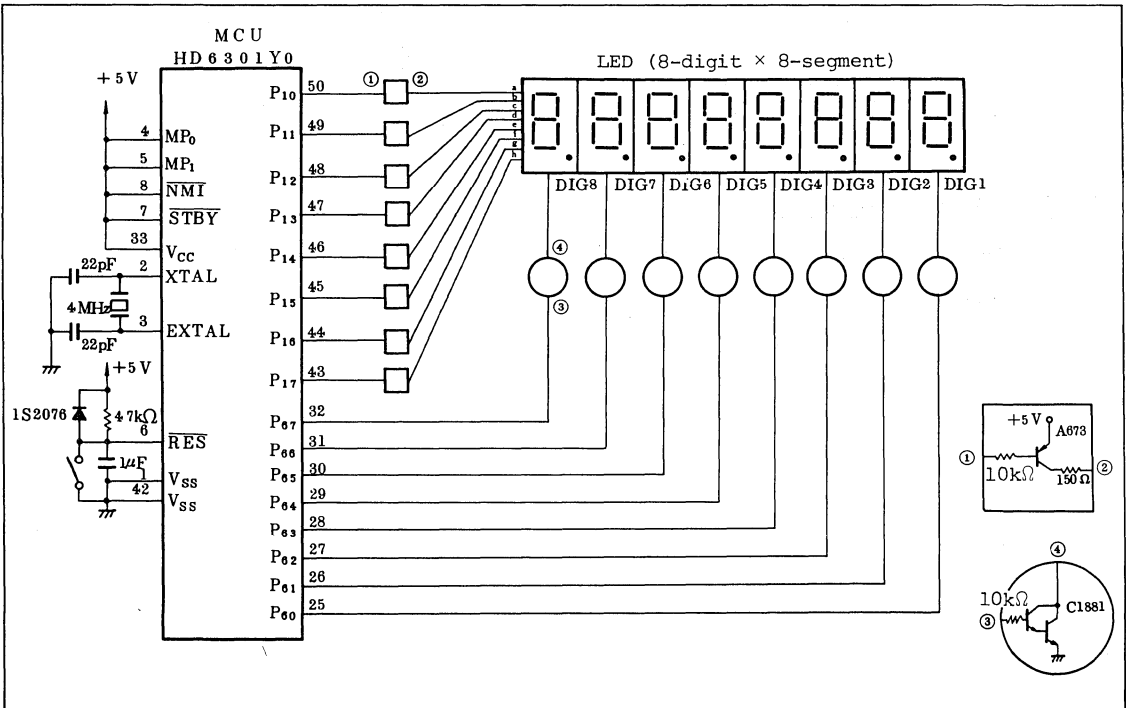 MCU
HD6301Y0
LED (8-digit × 8-segment)
+5V
4 MP0
5 MP1
8 NMI
7 STBY
33 VCC
2 XTAL
22pF
4MHz
3 EXTAL
22pF
+5V
1S2076
47kΩ
6 RES
1μF
1 VSS
42 VSS
P10 50
P11 49
P12 48
P13 47
P14 46
P15 45
P16 44
P17 43
P67 32
P66 31
P65 30
P64 29
P63 28
P62 27
P61 26
P60 25
① ②
a
b
c
d
e
f
g
h
DIG8 DIG7 DIG6 DIG5 DIG4 DIG3 DIG2 DIG1
④
③
+5V
A673
①
10kΩ
150Ω
②
④
10kΩ
C1881
③